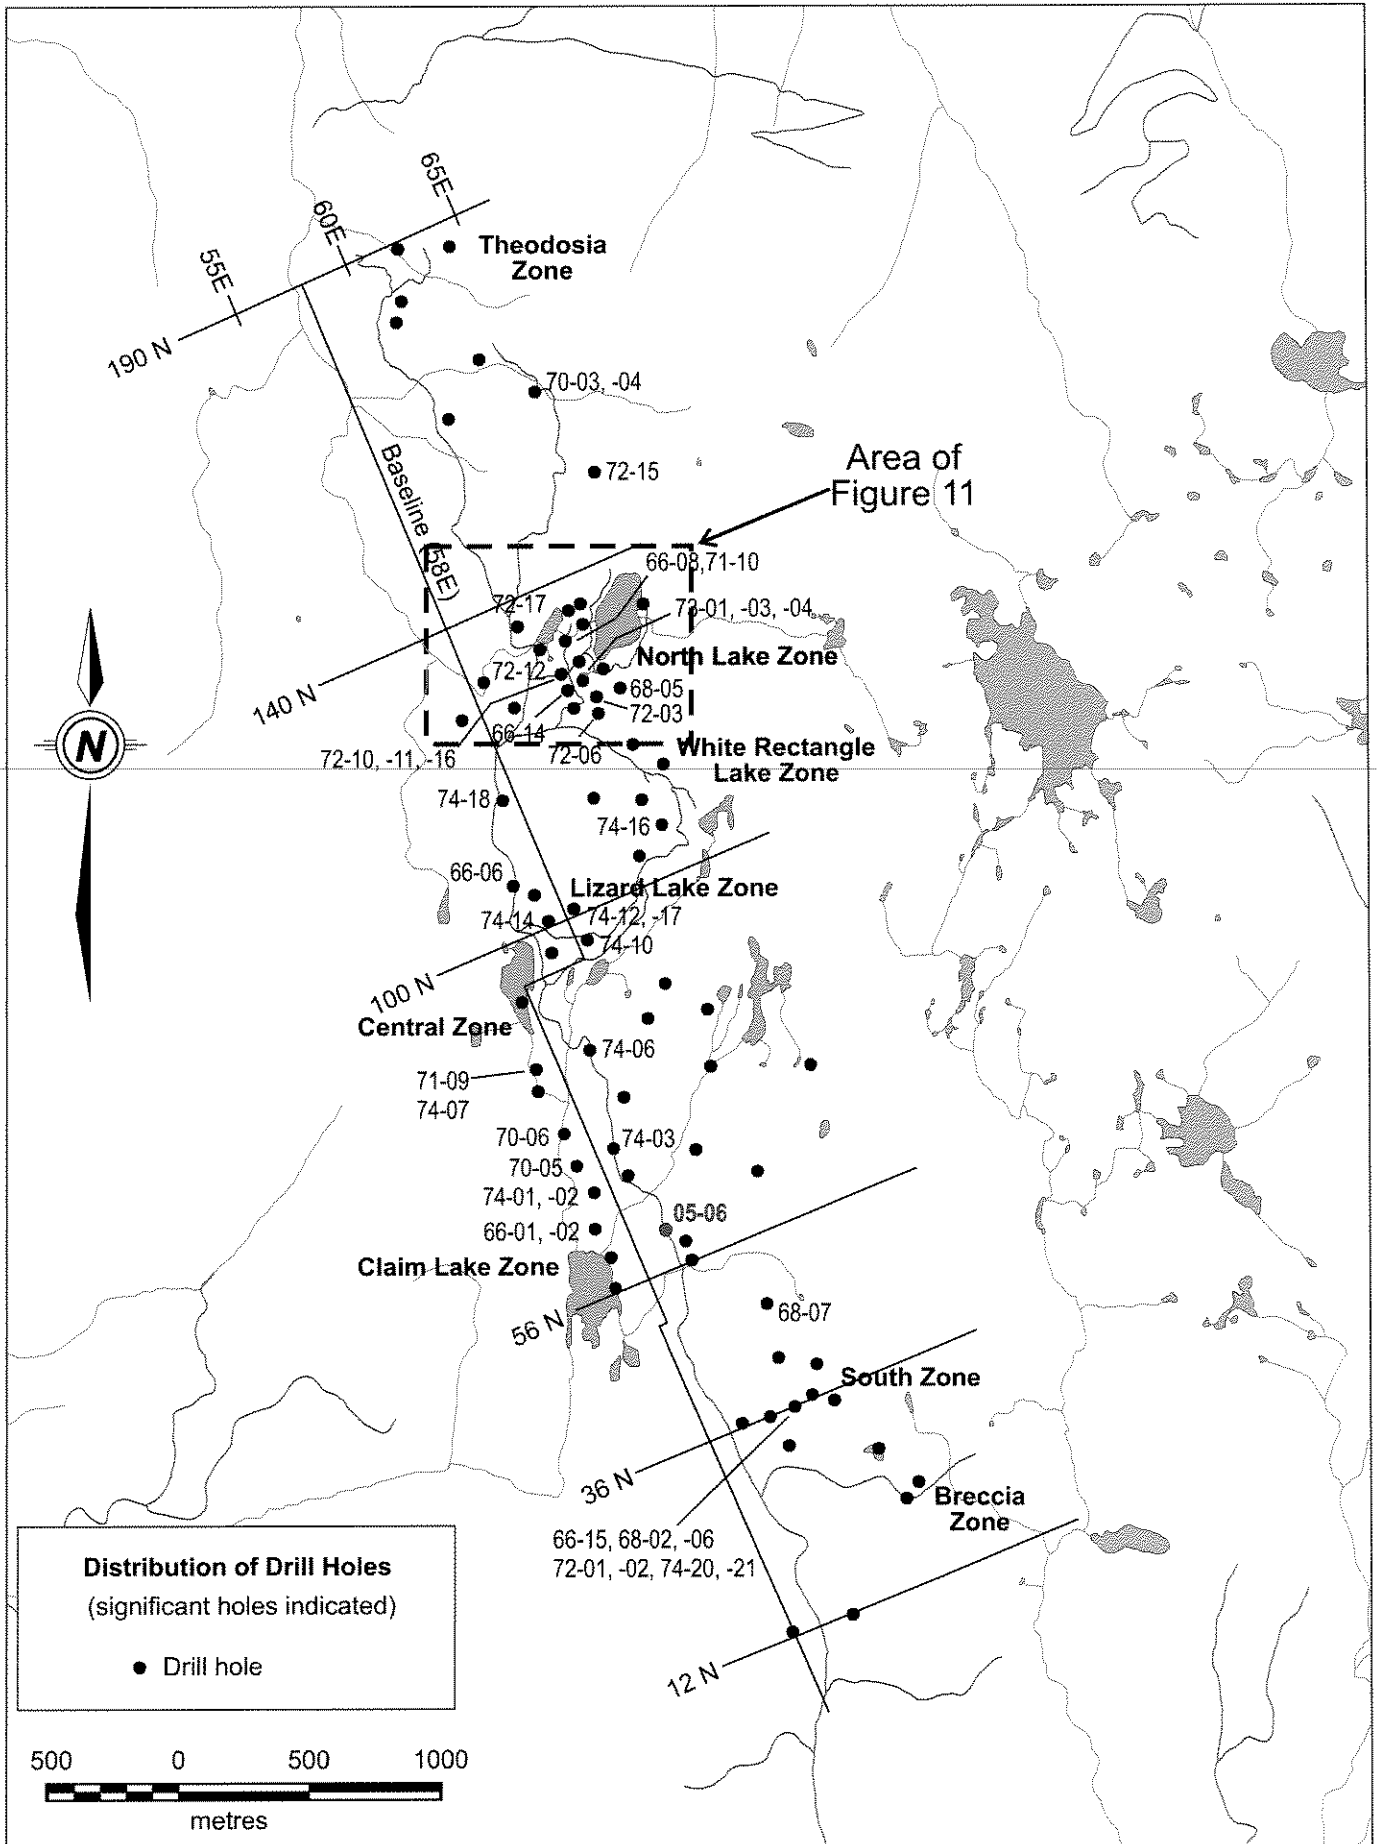 65E
60E
55E
Theodosia
Zone
190 N
70-03, -04
Baseline (58E)
72-15
Area of
Figure 11
66-08,71-10
72-17
73-01, -03, -04
North Lake Zone
72-12
68-05
140 N
72-03
66-14
72-06
72-10, -11, -16
White Rectangle
Lake Zone
N
74-18
74-16
66-06
Lizard Lake Zone
74-14
74-12, -17
74-10
100 N
Central Zone
74-06
71-09
74-07
70-06
74-03
70-05
74-01, -02
05-06
66-01, -02
Claim Lake Zone
56 N
68-07
South Zone
36 N
Breccia
Zone
66-15, 68-02, -06
72-01, -02, 74-20, -21
12 N
Distribution of Drill Holes
(significant holes indicated)
Drill hole
500 0 500 1000
metres